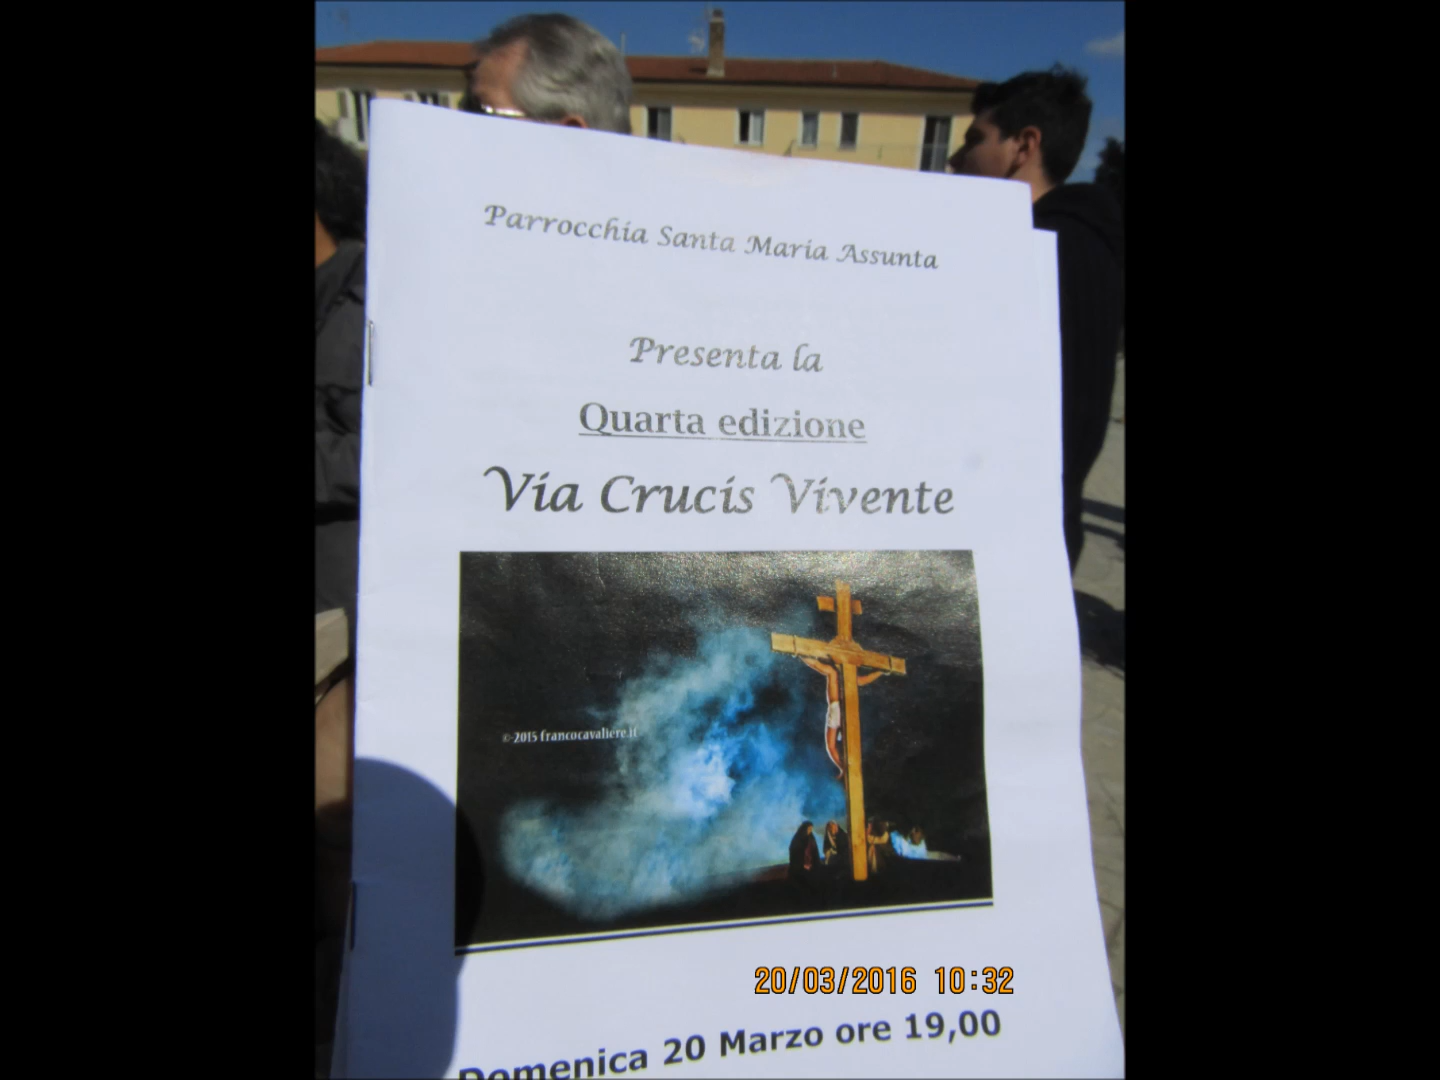 Parrocchia Santa Maria Assunta
Presenta la
Quarta edizione
Via Crucis Vivente
© 2015 francocavaliere.it
20/03/2016 10:32
Domenica 20 Marzo ore 19,00